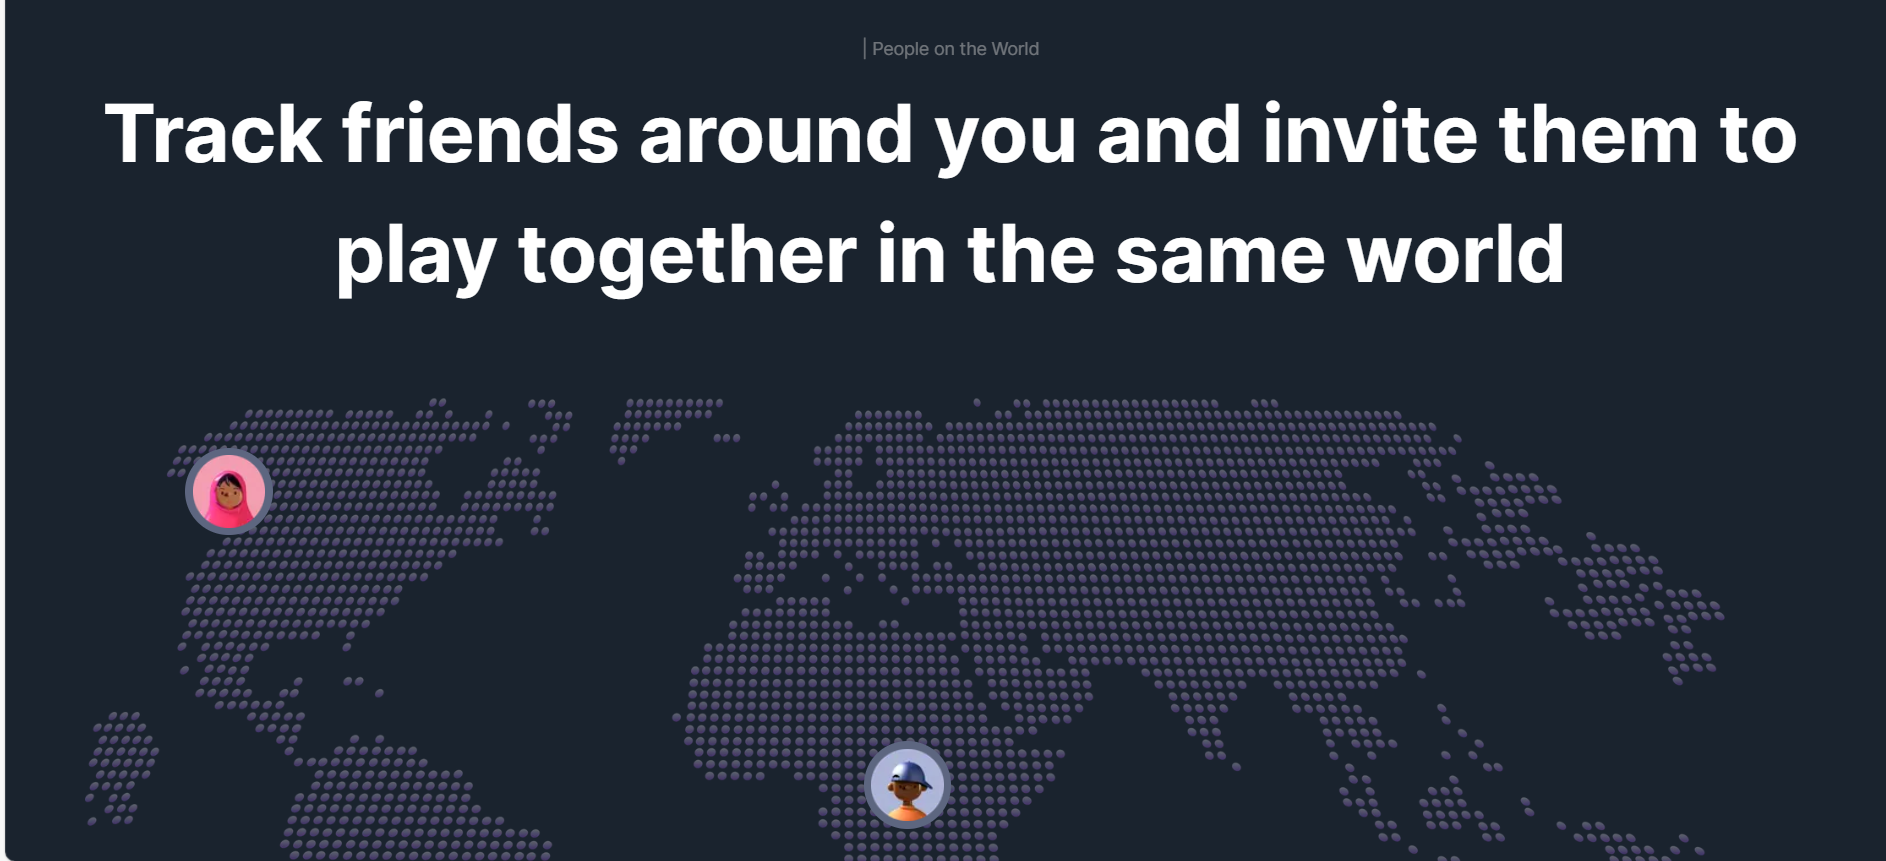 | People on the World
Track friends around you and invite them to
play together in the same world